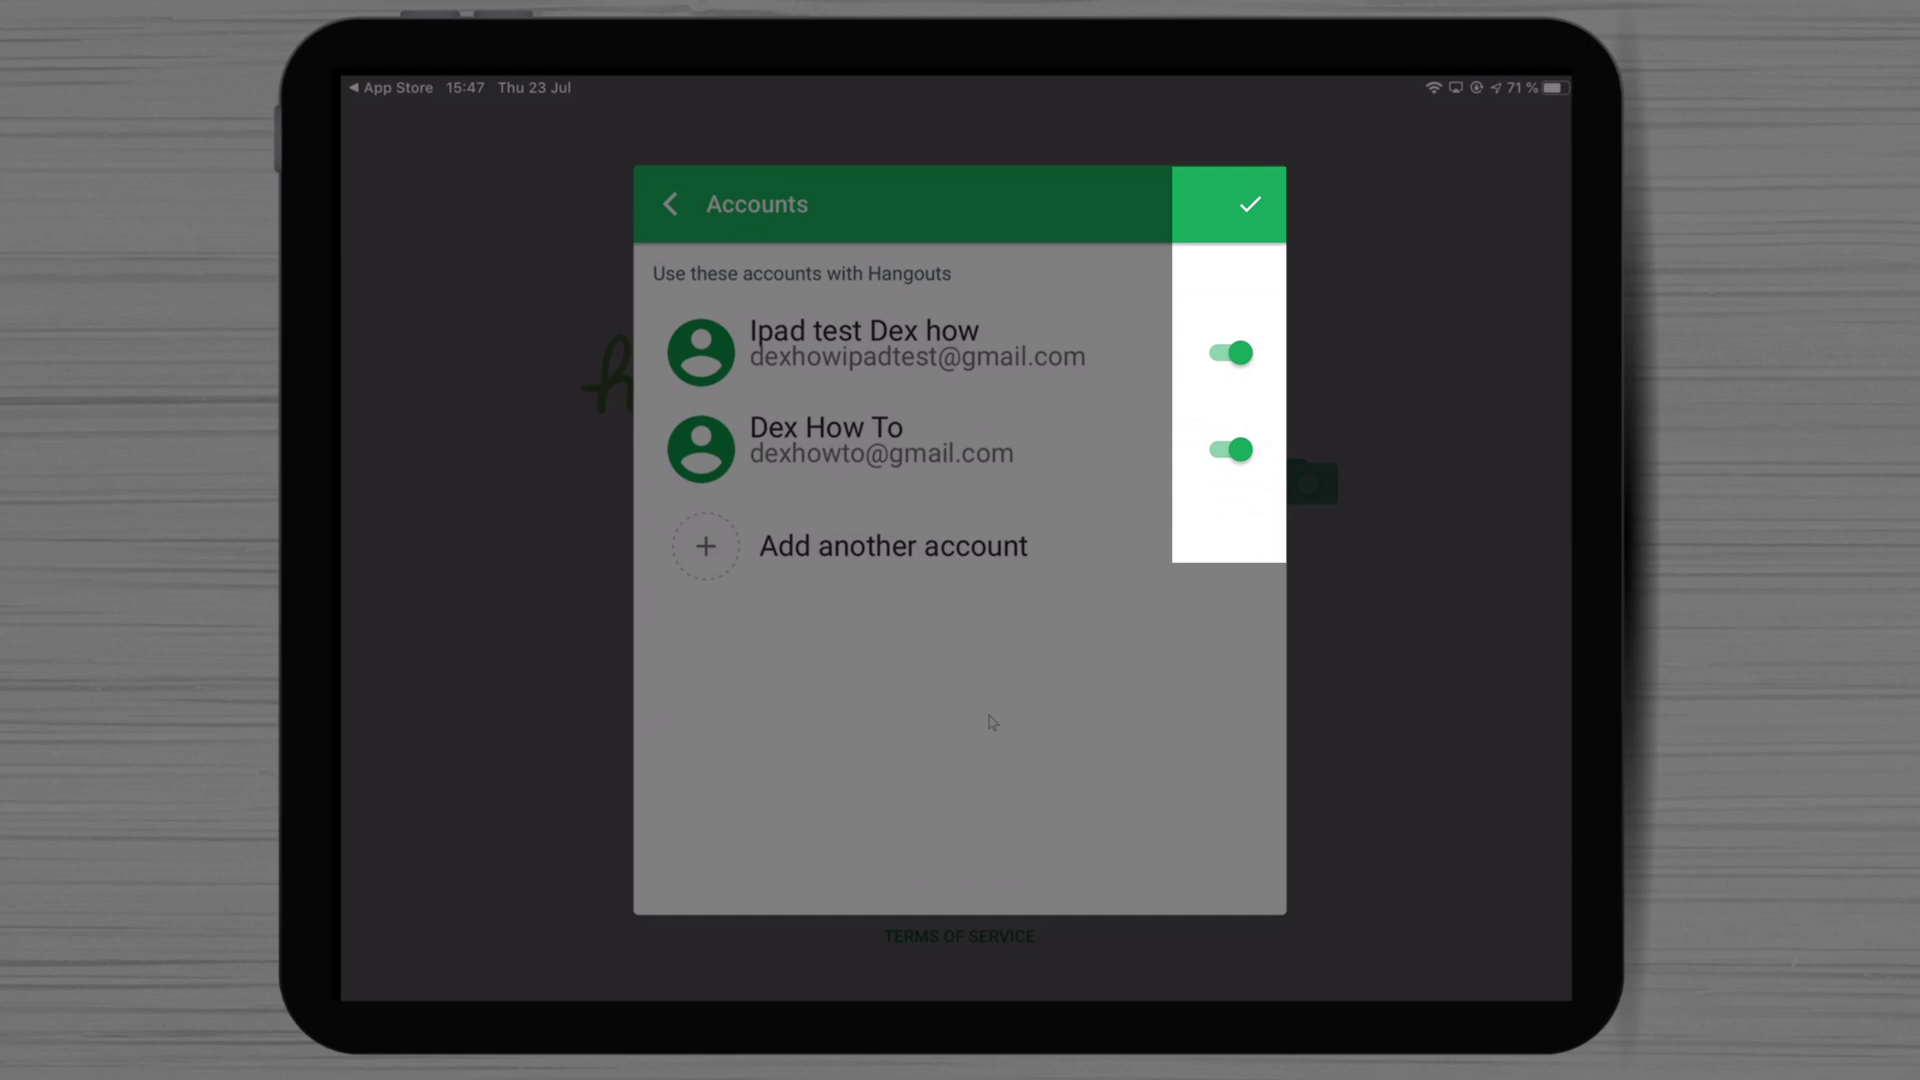 App Store 15:47 Thu 23 Jul
71 %
Accounts
Use these accounts with Hangouts
Ipad test Dex how
dexhowipadtest@gmail.com
Dex How To
dexhowto@gmail.com
Add another account
TERMS OF SERVICE